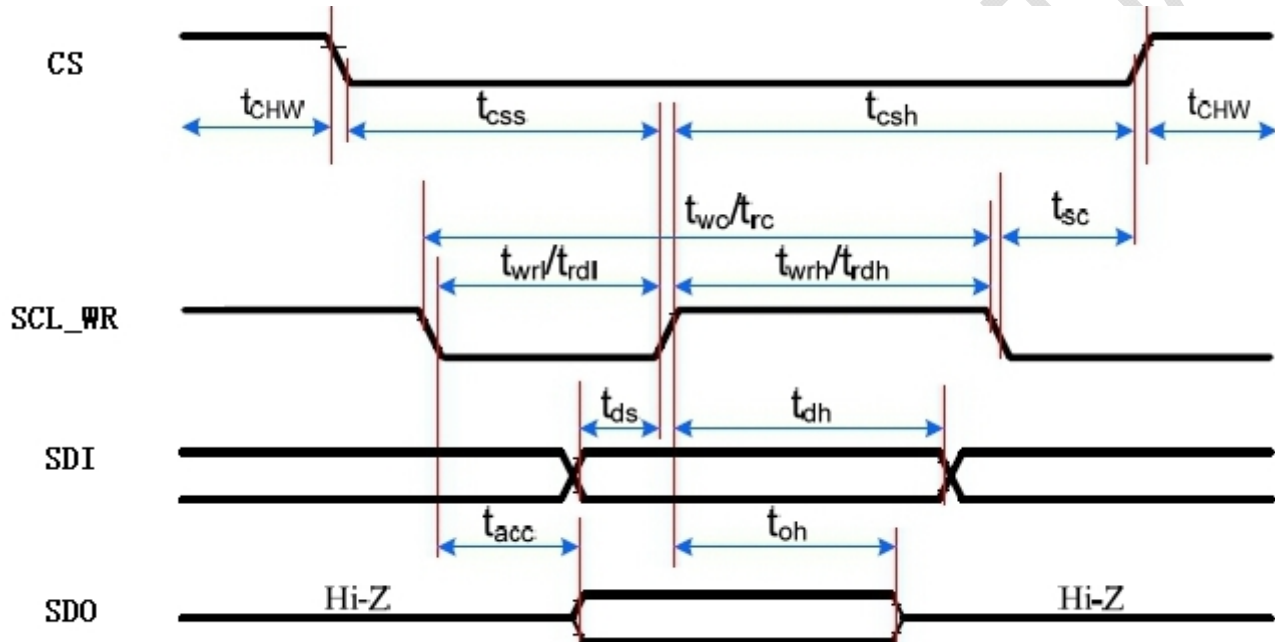 CS
tCHW
tcss
tcsh
tCHW
twc/trc
tsc
twrl/trdl
twrh/trdh
SCL_WR
tds
tdh
SDI
tacc
toh
SDO
Hi-Z
Hi-Z